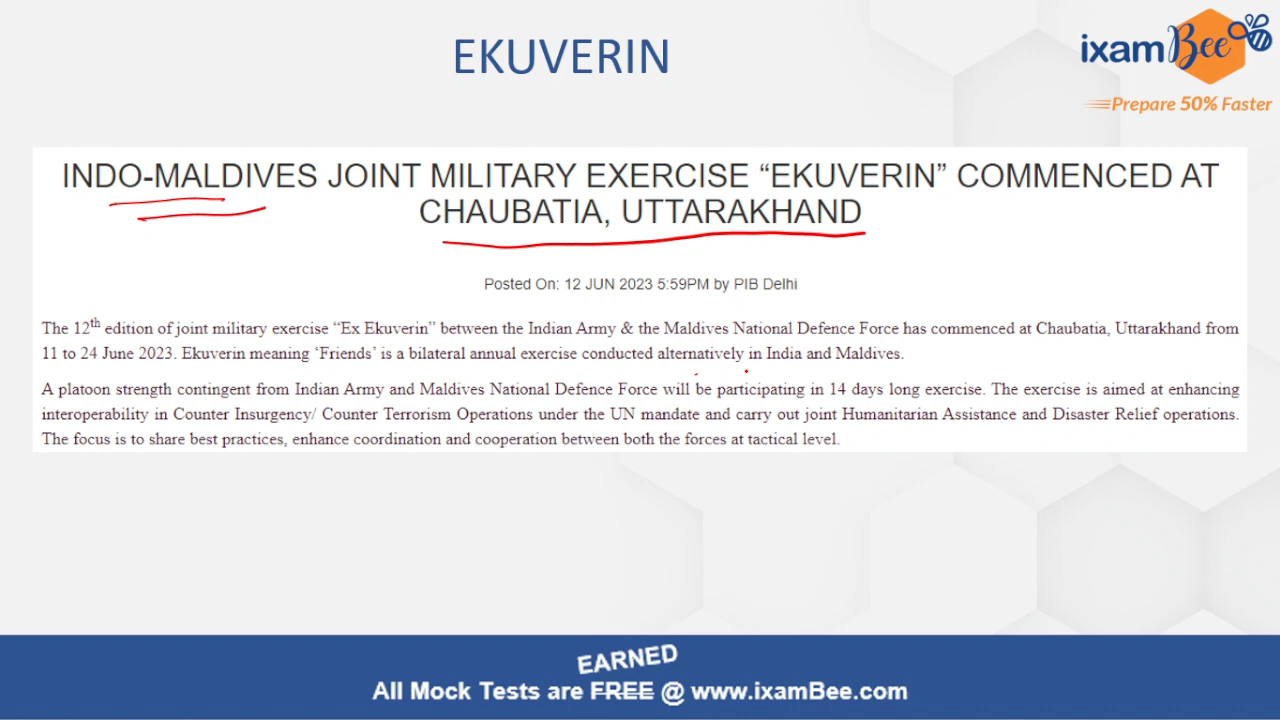 EKUVERIN
ixamBee
Prepare 50% Faster
INDO-MALDIVES JOINT MILITARY EXERCISE “EKUVERIN” COMMENCED AT
CHAUBATIA, UTTARAKHAND
Posted On: 12 JUN 2023 5:59PM by PIB Delhi
The 12th edition of joint military exercise “Ex Ekuverin” between the Indian Army & the Maldives National Defence Force has commenced at Chaubatia, Uttarakhand from
11 to 24 June 2023. Ekuverin meaning ‘Friends’ is a bilateral annual exercise conducted alternatively in India and Maldives.
A platoon strength contingent from Indian Army and Maldives National Defence Force will be participating in 14 days long exercise. The exercise is aimed at enhancing
interoperability in Counter Insurgency/ Counter Terrorism Operations under the UN mandate and carry out joint Humanitarian Assistance and Disaster Relief operations.
The focus is to share best practices, enhance coordination and cooperation between both the forces at tactical level.
EARNED
All Mock Tests are FREE @ www.ixamBee.com